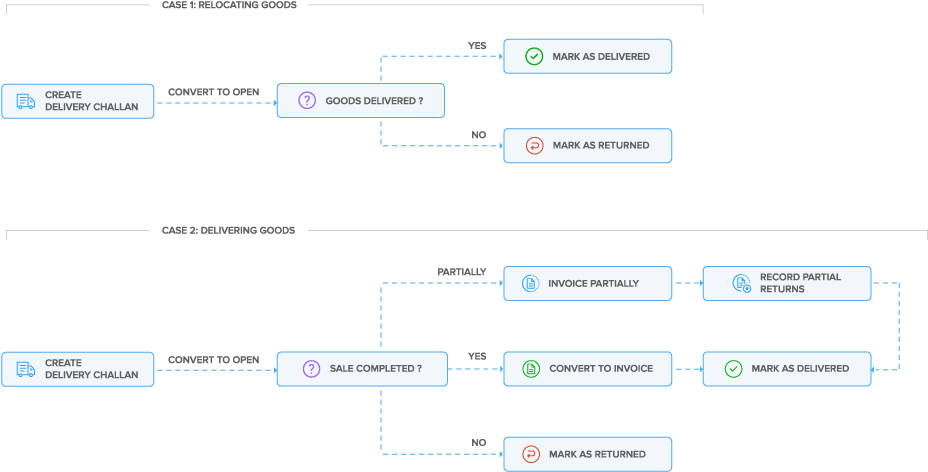 CASE 1: RELOCATING GOODS
YES
MARK AS DELIVERED
CREATE
DELIVERY CHALLAN
CONVERT TO OPEN
GOODS DELIVERED ?
NO
MARK AS RETURNED
CASE 2: DELIVERING GOODS
PARTIALLY
INVOICE PARTIALLY
RECORD PARTIAL
RETURNS
CREATE
DELIVERY CHALLAN
CONVERT TO OPEN
SALE COMPLETED ?
YES
CONVERT TO INVOICE
MARK AS DELIVERED
NO
MARK AS RETURNED